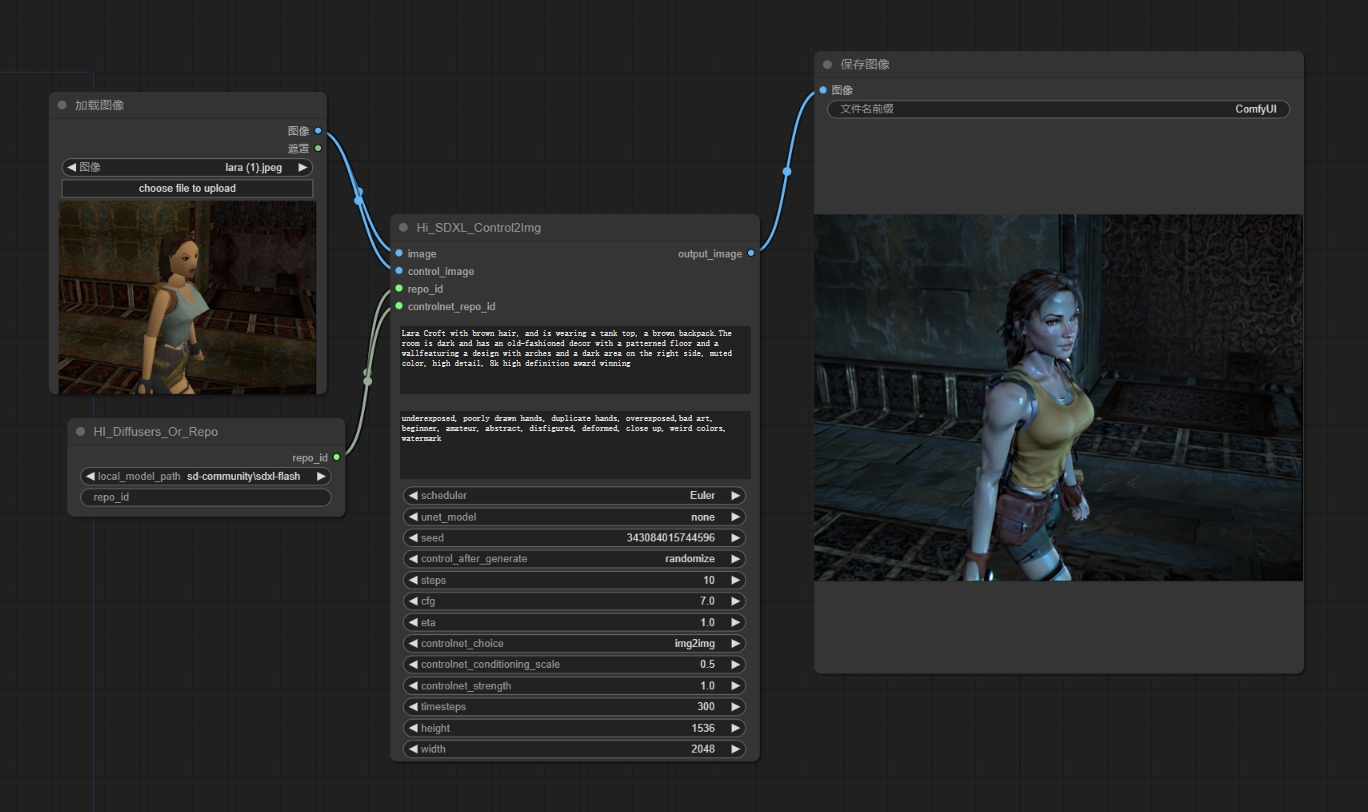 加载图像
图像
遮罩
图像 lara (1).jpeg
choose file to upload
HI_Diffusers_Or_Repo
repo_id
local_model_path sd-community\sdxl-flash
repo_id
Hi_SDXL_Control2Img
image output_image
control_image
repo_id
controlnet_repo_id
Lara Croft with brown hair, and is wearing a tank top, a brown backpack.The
room is dark and has an old-fashioned decor with a patterned floor and a
wallfeaturing a design with arches and a dark area on the right side, muted
color, high detail, 8k high definition award winning
underexposed, poorly drawn hands, duplicate hands, overexposed,bad art,
beginner, amateur, abstract, disfigured, deformed, close up, weird colors,
watermark
scheduler Euler
unet_model none
seed 343084015744596
control_after_generate randomize
steps 10
cfg 7.0
eta 1.0
controlnet_choice img2img
controlnet_conditioning_scale 0.5
controlnet_strength 1.0
timesteps 300
height 1536
width 2048
保存图像
图像
文件名前缀 ComfyUI